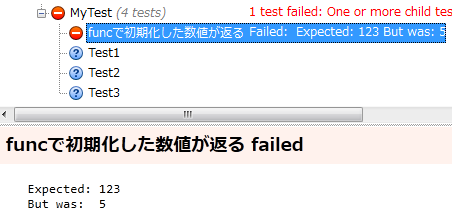 MyTest (4 tests) 1 test failed: One or more child tes
funcで初期化した数値が返る Failed: Expected: 123 But was: 5
Test1
Test2
Test3
funcで初期化した数値が返る failed
Expected: 123
But was: 5